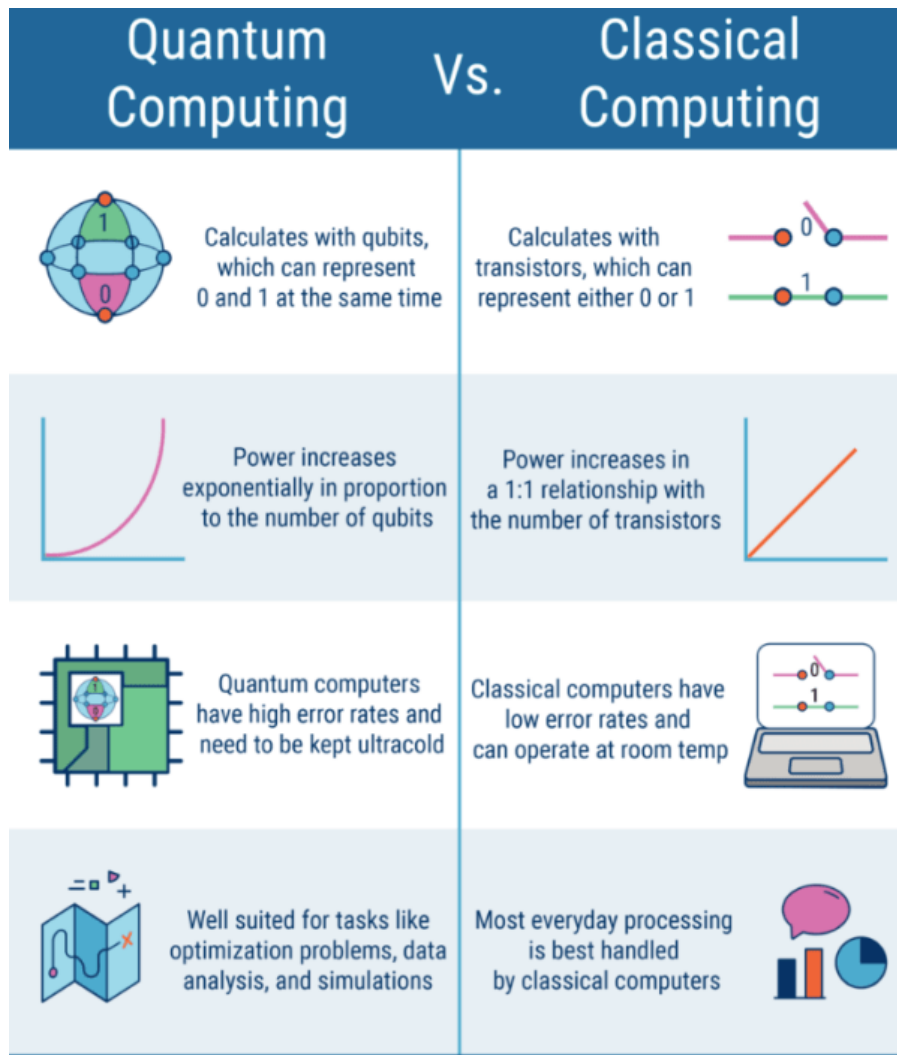 Quantum
Computing
Vs.
Classical
Computing
1
0
Calculates with qubits,
which can represent
0 and 1 at the same time
Calculates with
transistors, which can
represent either 0 or 1
0
1
Power increases
exponentially in proportion
to the number of qubits
Power increases in
a 1:1 relationship with
the number of transistors
1
0
Quantum computers
have high error rates and
need to be kept ultracold
Classical computers have
low error rates and
can operate at room temp
0
1
Well suited for tasks like
optimization problems, data
analysis, and simulations
Most everyday processing
is best handled
by classical computers